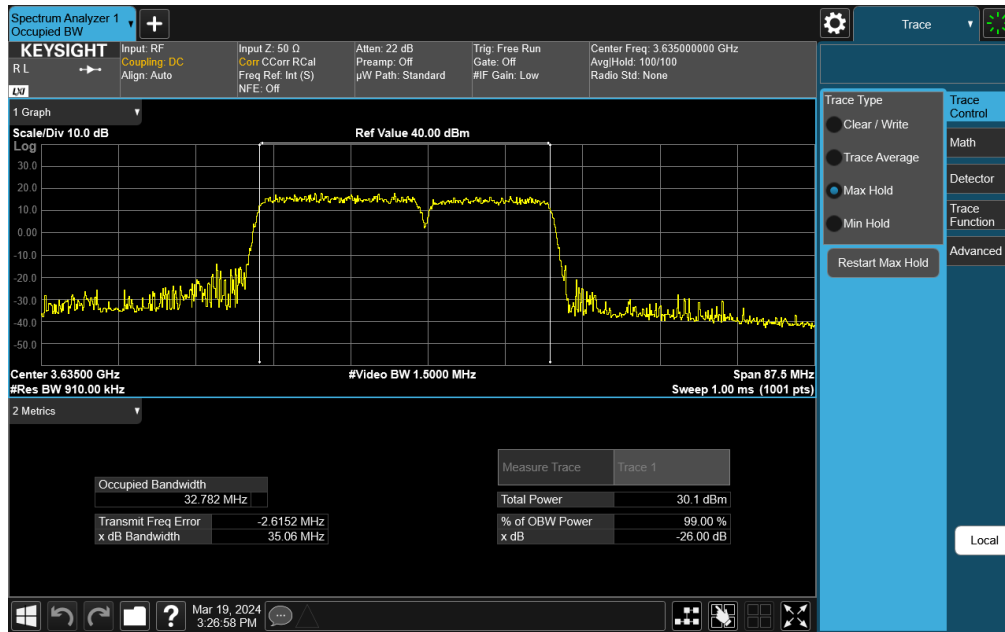 Spectrum Analyzer 1
Occupied BW
Trace
KEYSIGHT
R L
LXI
Input: RF
Coupling: DC
Align: Auto
Input Z: 50 Ω
Corr CCorr RCal
Freq Ref: Int (S)
NFE: Off
Atten: 22 dB
Preamp: Off
µW Path: Standard
Trig: Free Run
Gate: Off
#IF Gain: Low
Center Freq: 3.635000000 GHz
Avg|Hold: 100/100
Radio Std: None
1 Graph
Scale/Div 10.0 dB
Ref Value 40.00 dBm
Log
30.0
20.0
10.0
0.00
-10.0
-20.0
-30.0
-40.0
-50.0
Center 3.63500 GHz
#Video BW 1.5000 MHz
Span 87.5 MHz
#Res BW 910.00 kHz
Sweep 1.00 ms (1001 pts)
2 Metrics
Measure Trace
Trace 1
Occupied Bandwidth
32.782 MHz
Total Power
30.1 dBm
Transmit Freq Error
-2.6152 MHz
% of OBW Power
99.00 %
x dB Bandwidth
35.06 MHz
x dB
-26.00 dB
Trace Type
Clear / Write
Trace Average
Max Hold
Min Hold
Restart Max Hold
Trace
Control
Math
Detector
Trace
Function
Advanced
Local
?
Mar 19, 2024
3:26:58 PM